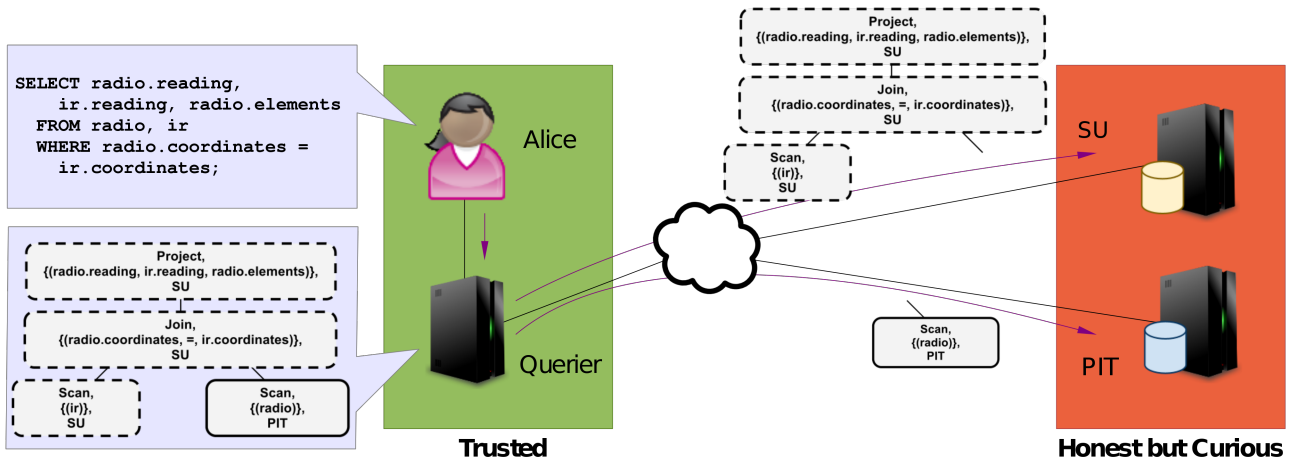 SELECT radio.reading,
ir.reading, radio.elements
FROM radio, ir
WHERE radio.coordinates =
ir.coordinates;
Project,
{(radio.reading, ir.reading, radio.elements)},
SU
Join,
{(radio.coordinates, =, ir.coordinates)},
SU
Scan,
{(ir)},
SU
Scan,
{(radio)},
PIT
Alice
Querier
Trusted
Project,
{(radio.reading, ir.reading, radio.elements)},
SU
Join,
{(radio.coordinates, =, ir.coordinates)},
SU
Scan,
{(ir)},
SU
Scan,
{(radio)},
PIT
SU
PIT
Honest but Curious